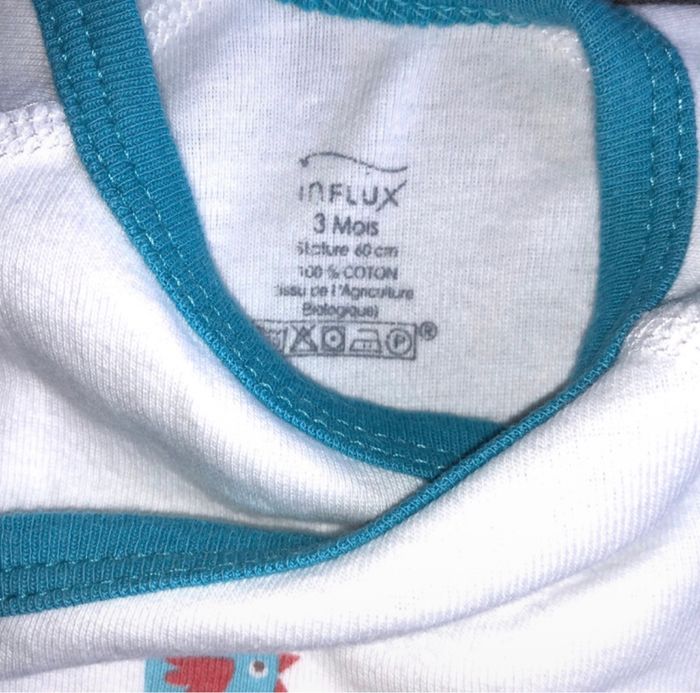 INFLUX
3 Mois
Stature 60 cm
100 % COTON
issu de l'Agriculture
Biologique)
P ®